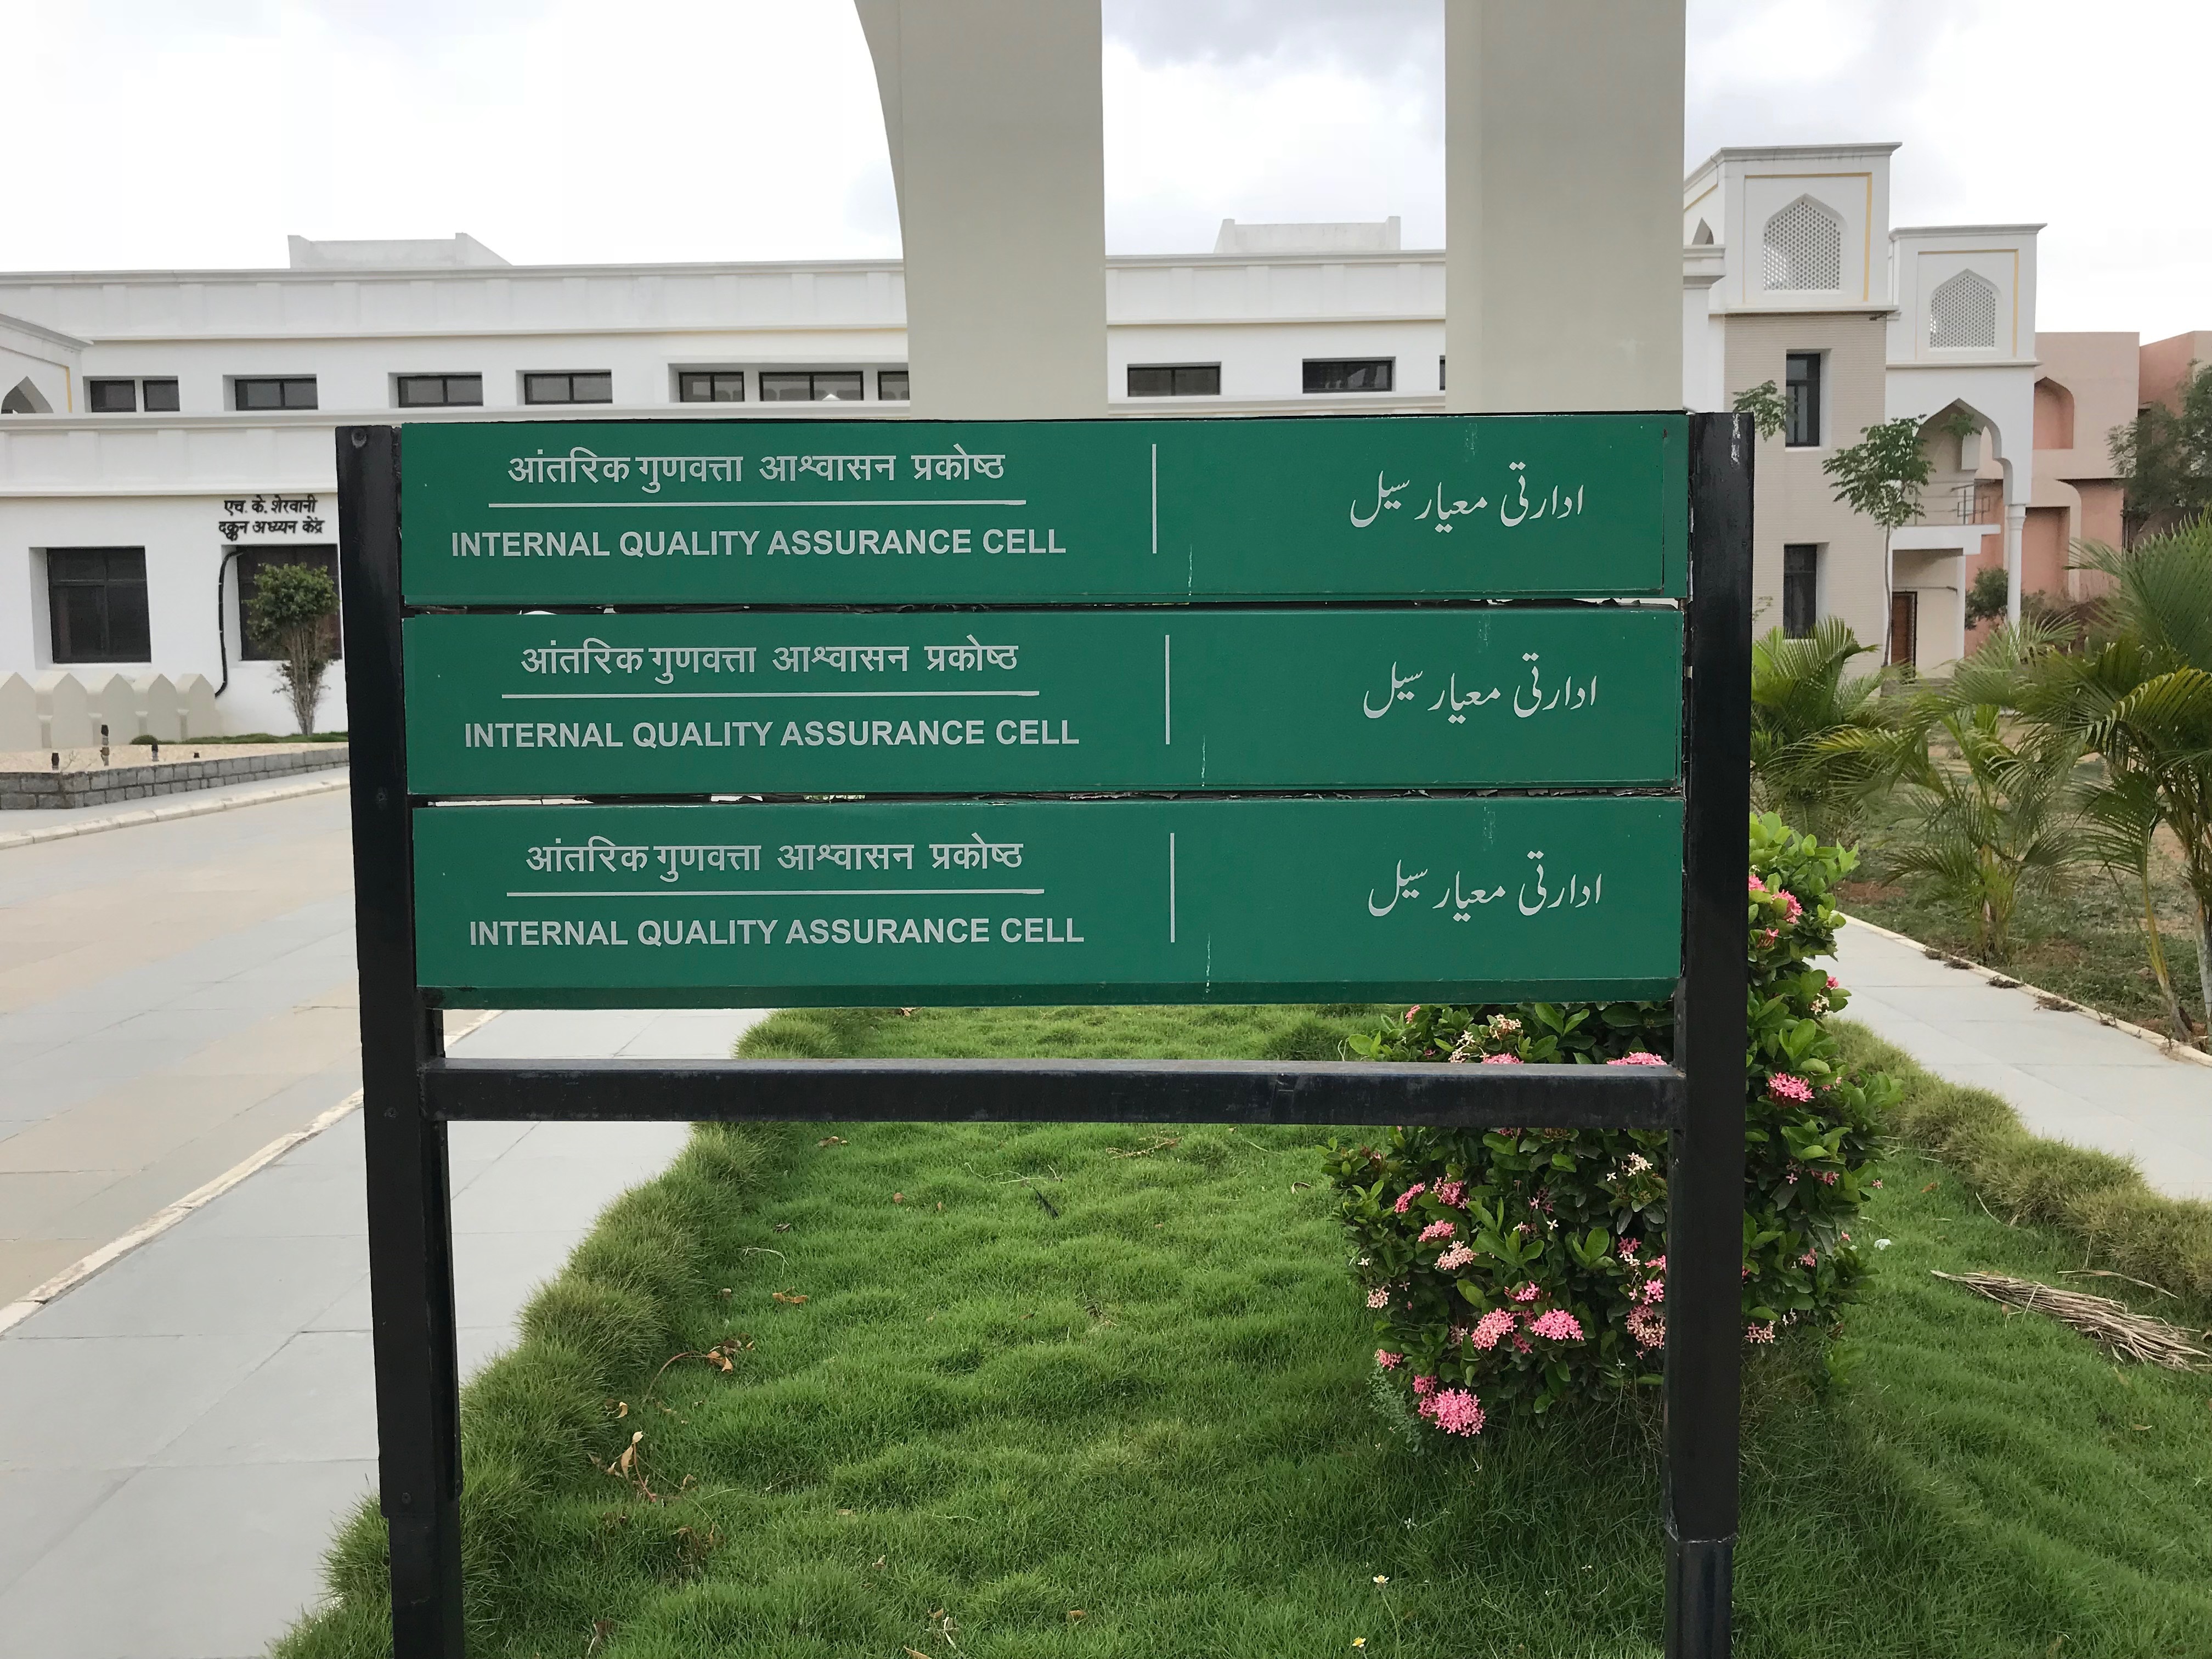 आंतरिक गुणवत्ता आश्वासन प्रकोष्ठ
INTERNAL QUALITY ASSURANCE CELL
ادارتی معیار سیل
आंतरिक गुणवत्ता आश्वासन प्रकोष्ठ
INTERNAL QUALITY ASSURANCE CELL
ادارتی معیار سیل
आंतरिक गुणवत्ता आश्वासन प्रकोष्ठ
INTERNAL QUALITY ASSURANCE CELL
ادارتی معیار سیل
एच. के. शेरवानी
दक्कन अध्ययन केंद्र